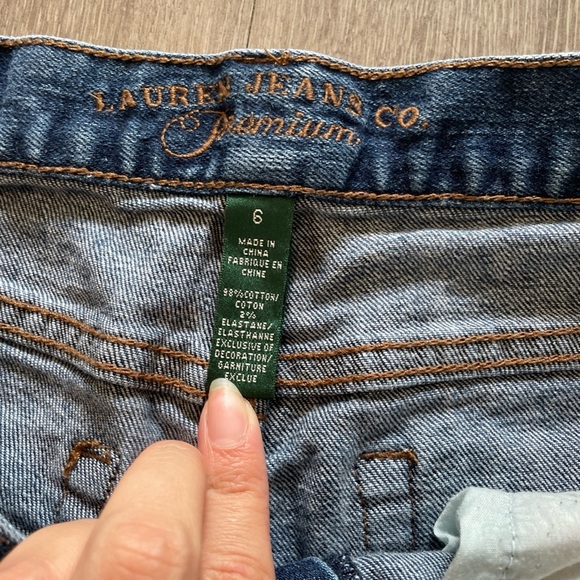 LAUREN JEANS CO.
Premium
6
MADE IN
CHINA
FABRIQUE EN
CHINE
98% COTTON/
COTON
2%
ELASTANE/
ELASTHANNE
EXCLUSIVE OF
DECORATION/
GARNITURE
EXCLUE